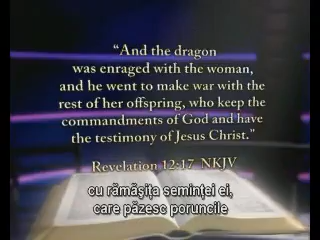 “And the dragon
was enraged with the woman,
and he went to make war with the
rest of her offspring, who keep the
commandments of God and have
the testimony of Jesus Christ.”
Revelation 12:17 NKJV
cu rămăşiţa seminţei ei,
care păzesc poruncile